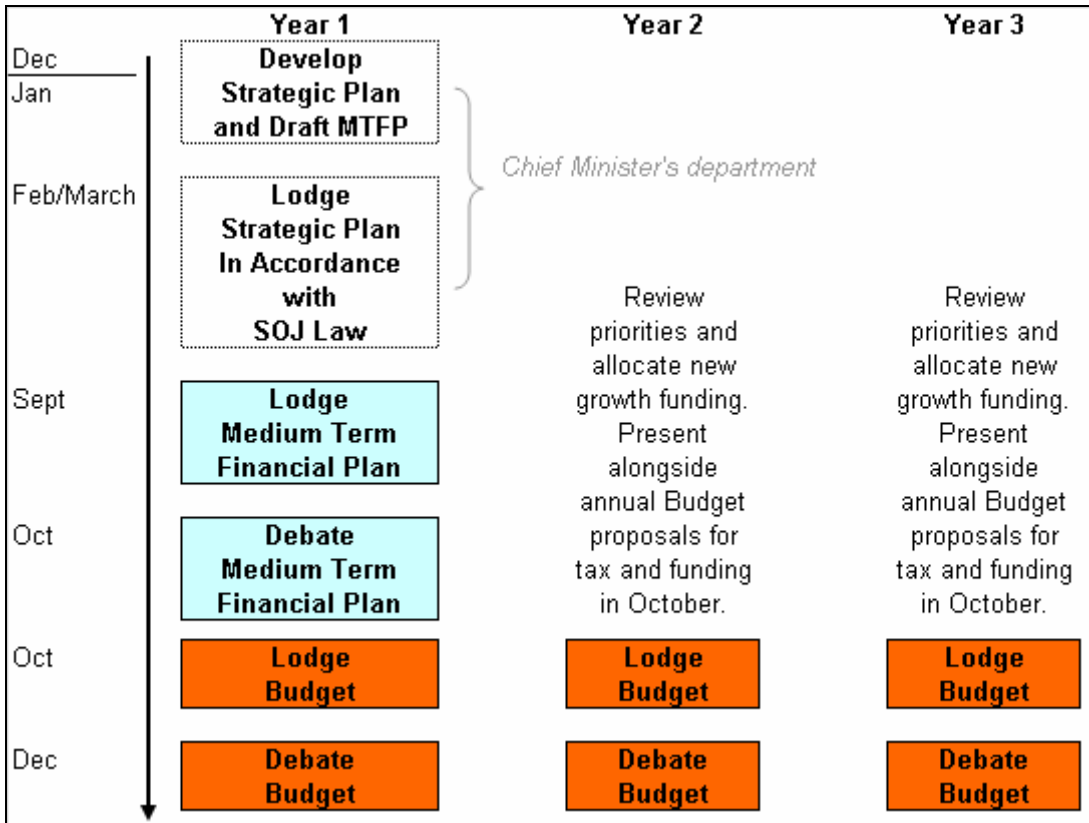 Year 1
Year 2
Year 3
Dec
Jan
Develop
Strategic Plan
and Draft MTFP
Chief Minister's department
Feb/March
Lodge
Strategic Plan
In Accordance
with
SOJ Law
Review
priorities and
allocate new
growth funding.
Present
alongside
annual Budget
proposals for
tax and funding
in October.
Review
priorities and
allocate new
growth funding.
Present
alongside
annual Budget
proposals for
tax and funding
in October.
Sept
Lodge
Medium Term
Financial Plan
Oct
Debate
Medium Term
Financial Plan
Oct
Lodge
Budget
Lodge
Budget
Lodge
Budget
Dec
Debate
Budget
Debate
Budget
Debate
Budget